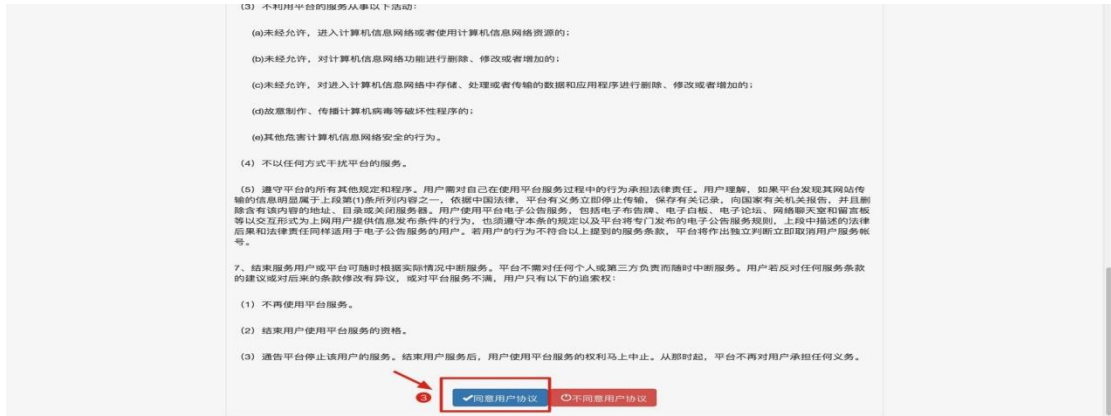 (3) 不利用平台的服务从事以下活动:
(a)未经允许，进入计算机信息网络或者使用计算机信息网络资源的;
(b)未经允许，对计算机信息网络功能进行删除、修改或者增加的;
(c)未经允许，对进入计算机信息网络中存储、处理或者传输的数据和应用程序进行删除、修改或者增加的;
(d)故意制作、传播计算机病毒等破坏性程序的;
(e)其他危害计算机信息网络安全的行为。
(4) 不以任何方式干扰平台的服务。
(5) 遵守平台的所有其他规定和程序。用户需对自己在使用平台服务过程中的行为承担法律责任。用户理解，如果平台发现其网站传
输的信息明显属于上段第(1)条所列内容之一，依据中国法律，平台有义务立即停止传输，保存有关记录，向国家有关机关报告，并且删
除含有该内容的地址、目录或关闭服务器。用户使用平台电子公告服务，包括电子布告牌、电子白板、电子论坛、网络聊天室和留言板
等以交互形式为上网用户提供信息发布条件的行为，也须遵守本条的规定以及平台将专门发布的电子公告服务规则，上段中描述的法律
后果和法律责任同样适用于电子公告服务的用户。若用户的行为不符合以上提到的服务条款，平台将作出独立判断立即取消用户服务帐
号。
7、结束服务用户或平台可随时根据实际情况中断服务。平台不需对任何个人或第三方负责而随时中断服务。用户若反对任何服务条款
的建议或对后来的条款修改有异议，或对平台服务不满，用户只有以下的追索权:
(1) 不再使用平台服务。
(2) 结束用户使用平台服务的资格。
(3) 通告平台停止该用户的服务。结束用户服务后，用户使用平台服务的权利马上中止。从那时起，平台不再对用户承担任何义务。
3 同意用户协议 不同意用户协议